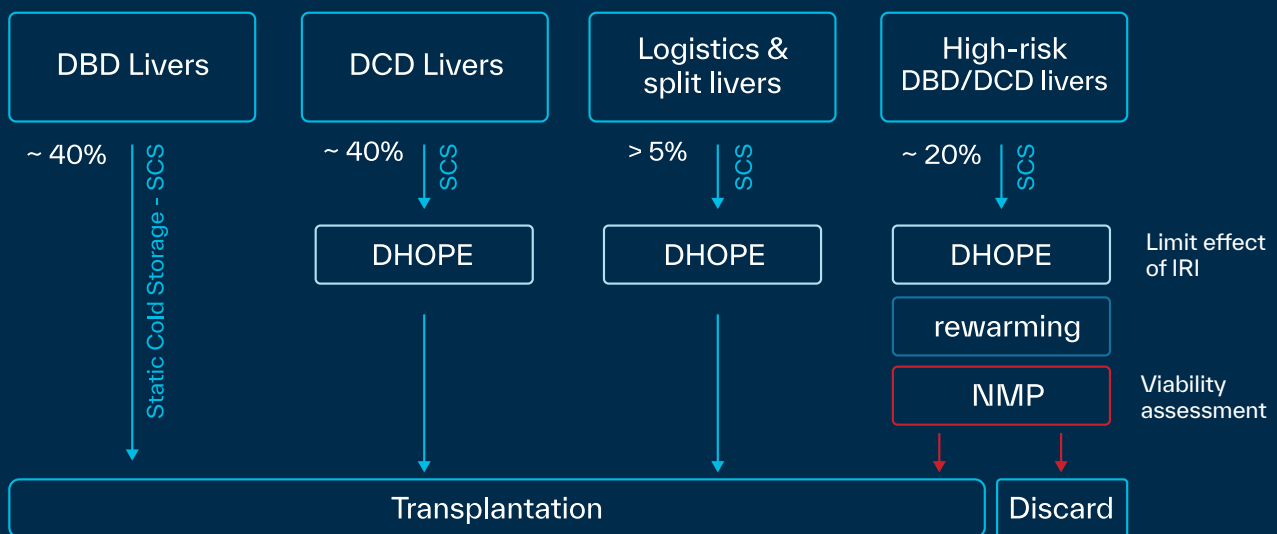 DBD Livers
DCD Livers
Logistics &
split livers
High-risk
DBD/DCD livers
~ 40%
Static Cold Storage - SCS
~ 40%
SCS
> 5%
SCS
~ 20%
SCS
DHOPE
DHOPE
DHOPE
Limit effect
of IRI
rewarming
NMP
Viability
assessment
Transplantation
Discard